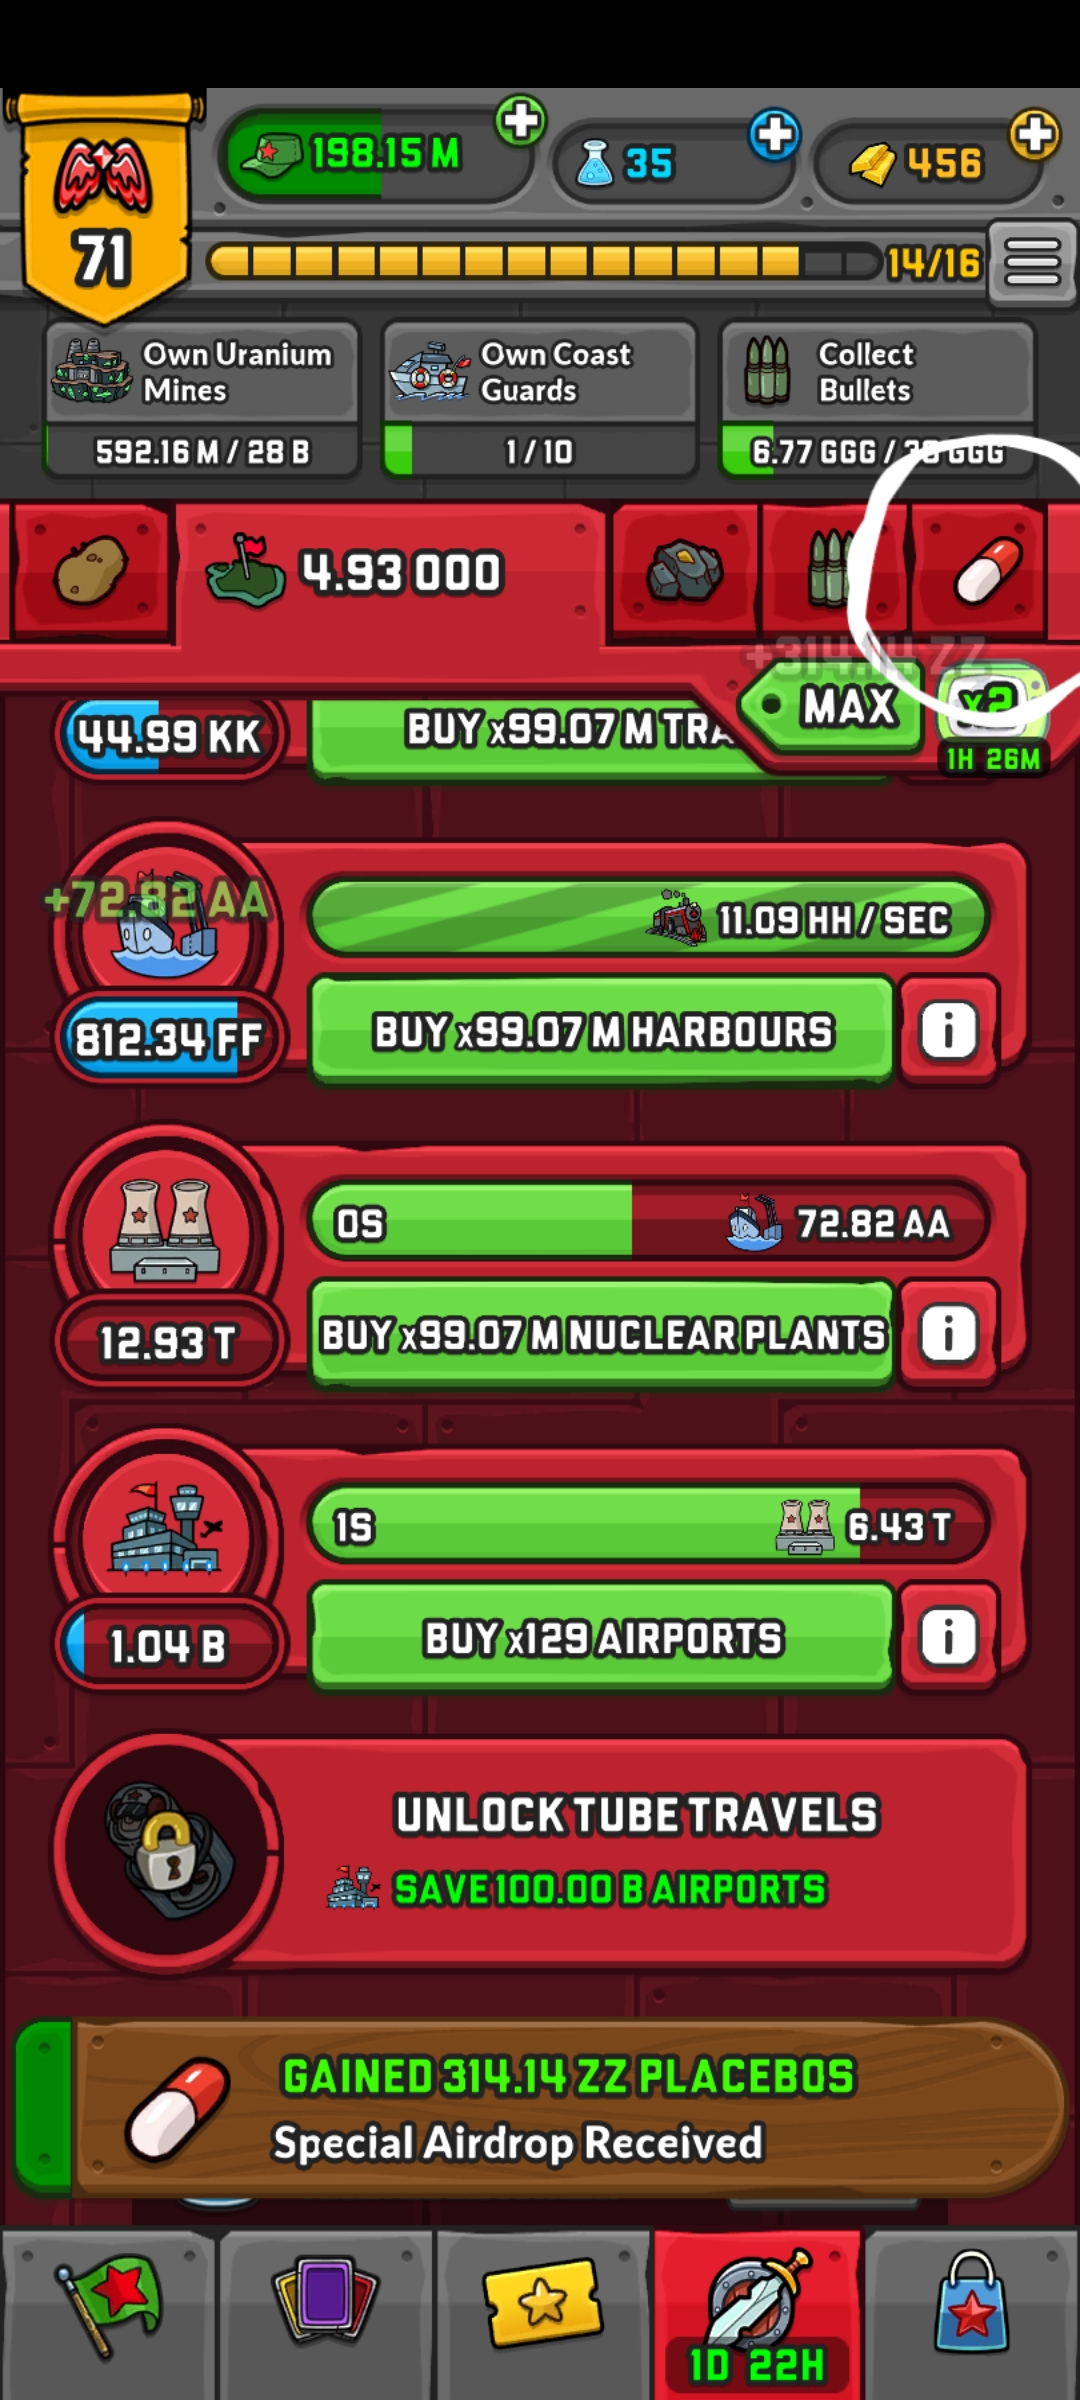 198.15 M
35
456
71
14/16
Own Uranium
Mines
Own Coast
Guards
Collect
Bullets
592.16 M / 28 B
1 / 10
6.77 GGG / 30 GGG
4.93 000
+314.14 ZZ
MAX
x2
1H 26M
44.99 KK
BUY x99.07 M TRA
+72.82 AA
11.09 HH / SEC
812.34 FF
BUY x99.07 M HARBOURS
0S
72.82 AA
12.93 T
BUY x99.07 M NUCLEAR PLANTS
1S
6.43 T
1.04 B
BUY x129 AIRPORTS
UNLOCK TUBE TRAVELS
SAVE 100.00 B AIRPORTS
GAINED 314.14 ZZ PLACEBOS
Special Airdrop Received
1D 22H